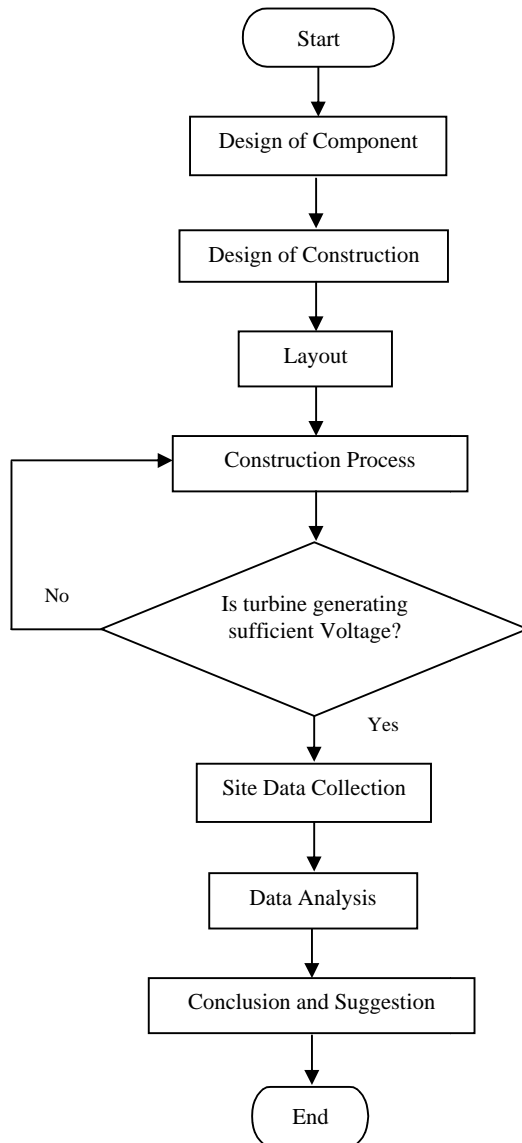 Start
Design of Component
Design of Construction
Layout
Construction Process
No
Is turbine generating
sufficient Voltage?
Yes
Site Data Collection
Data Analysis
Conclusion and Suggestion
End